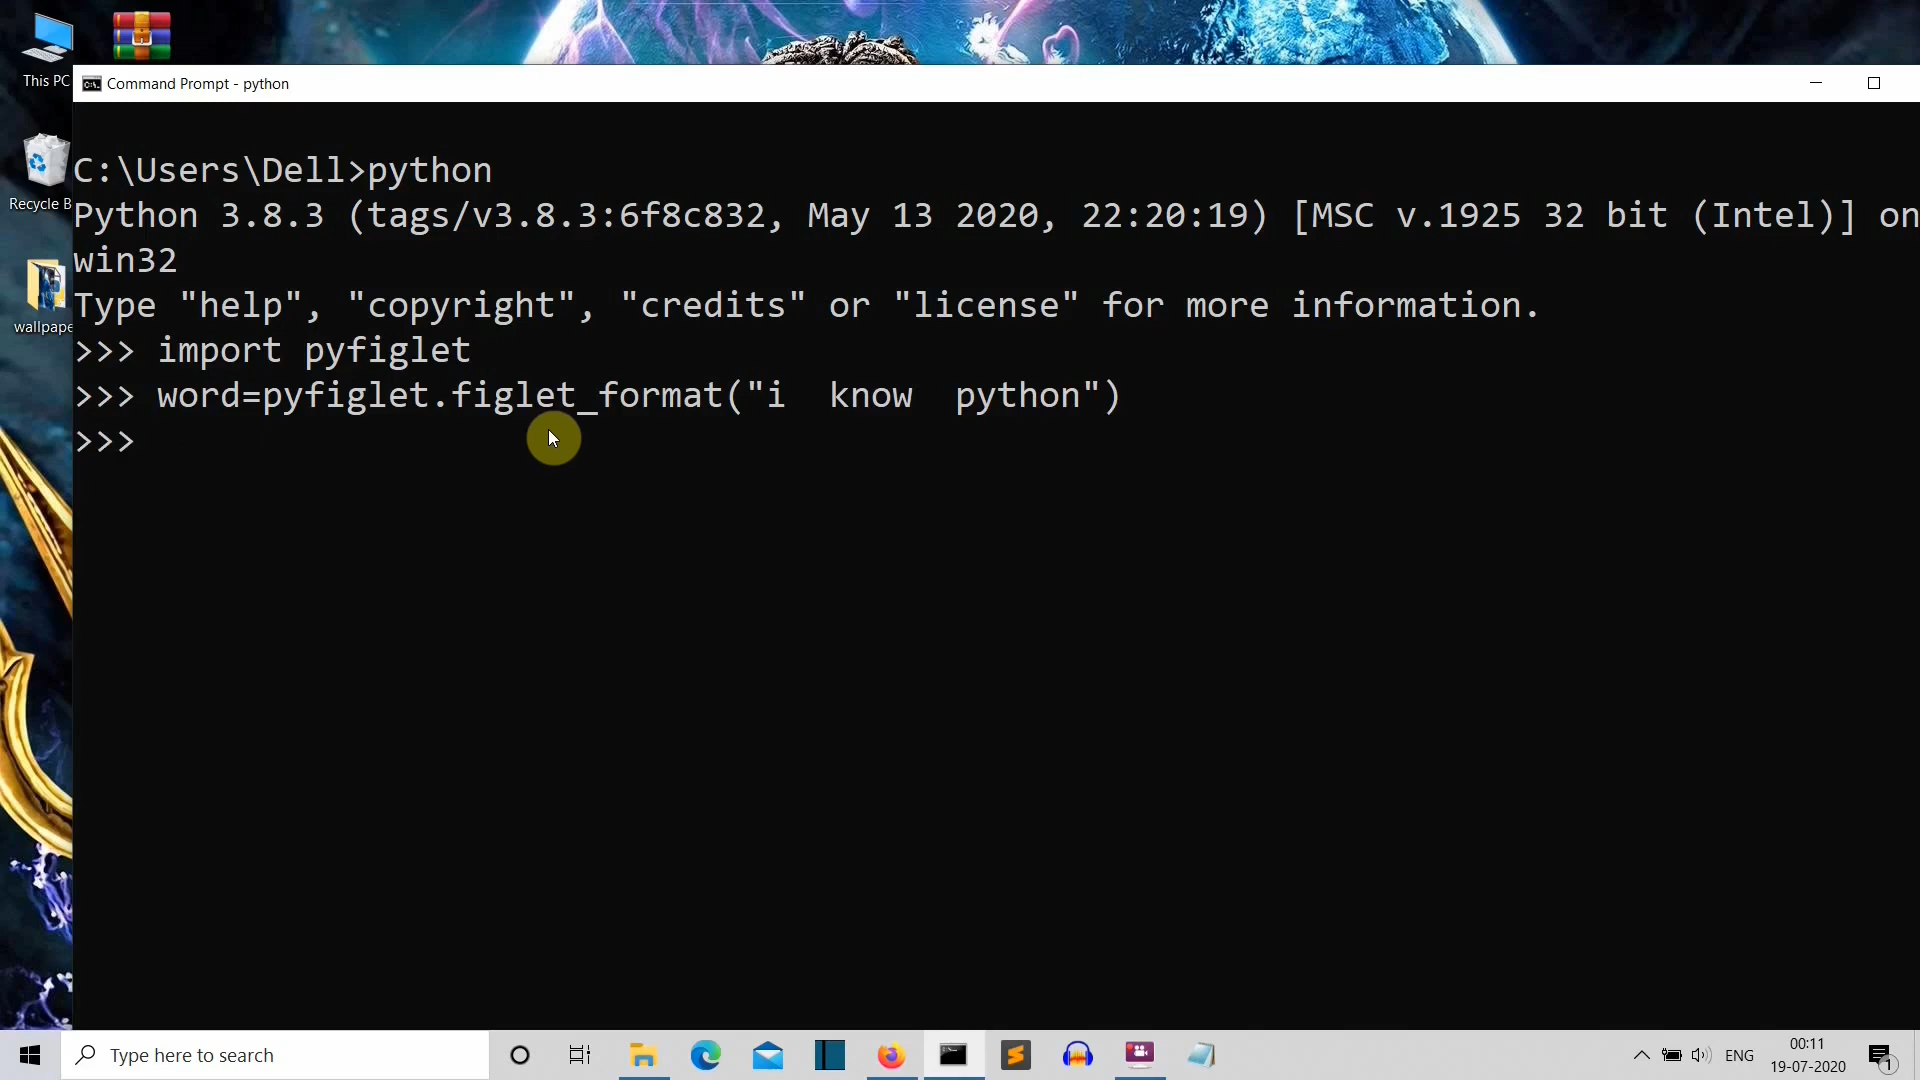 This PC
Command Prompt - python
C:\Users\Dell>python
Python 3.8.3 (tags/v3.8.3:6f8c832, May 13 2020, 22:20:19) [MSC v.1925 32 bit (Intel)] on
win32
Type "help", "copyright", "credits" or "license" for more information.
>>> import pyfiglet
>>> word=pyfiglet.figlet_format("i  know  python")
>>>
Recycle B
wallpape
Type here to search
ENG
00:11
19-07-2020
1